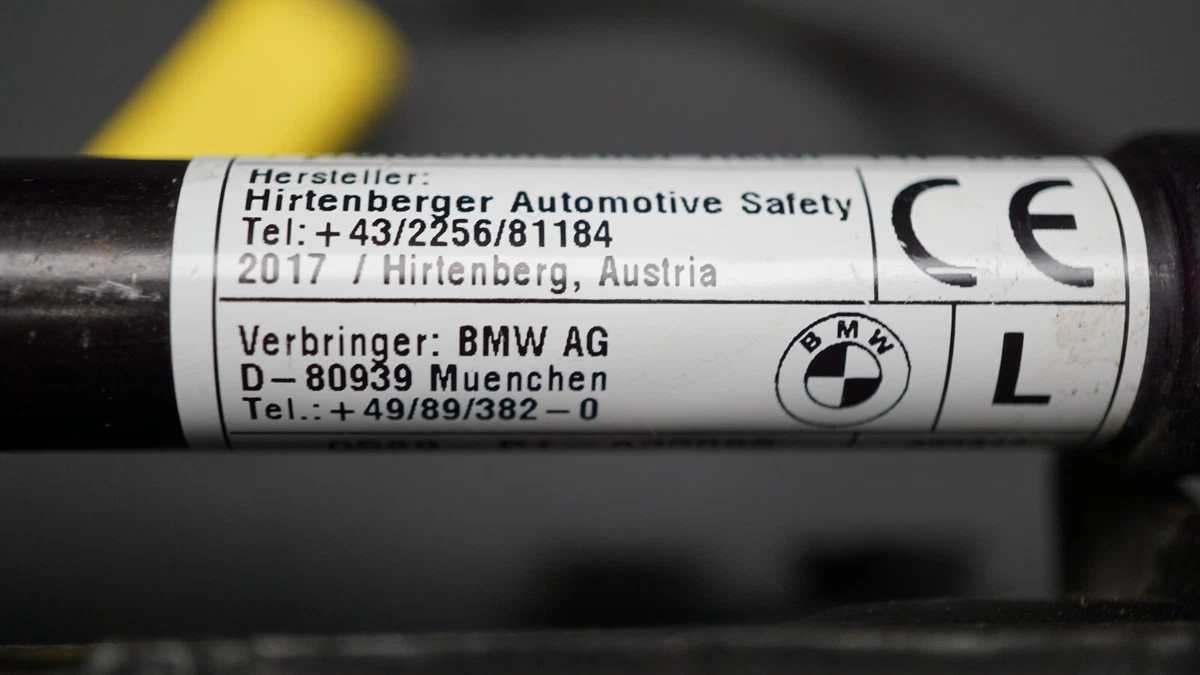 Hersteller:
Hirtenberger Automotive Safety
Tel:+43/2256/81184
2017 / Hirtenberg, Austria
CE
Verbringer: BMW AG
D-80939 Muenchen
Tel.:+49/89/382-0
BMW
L